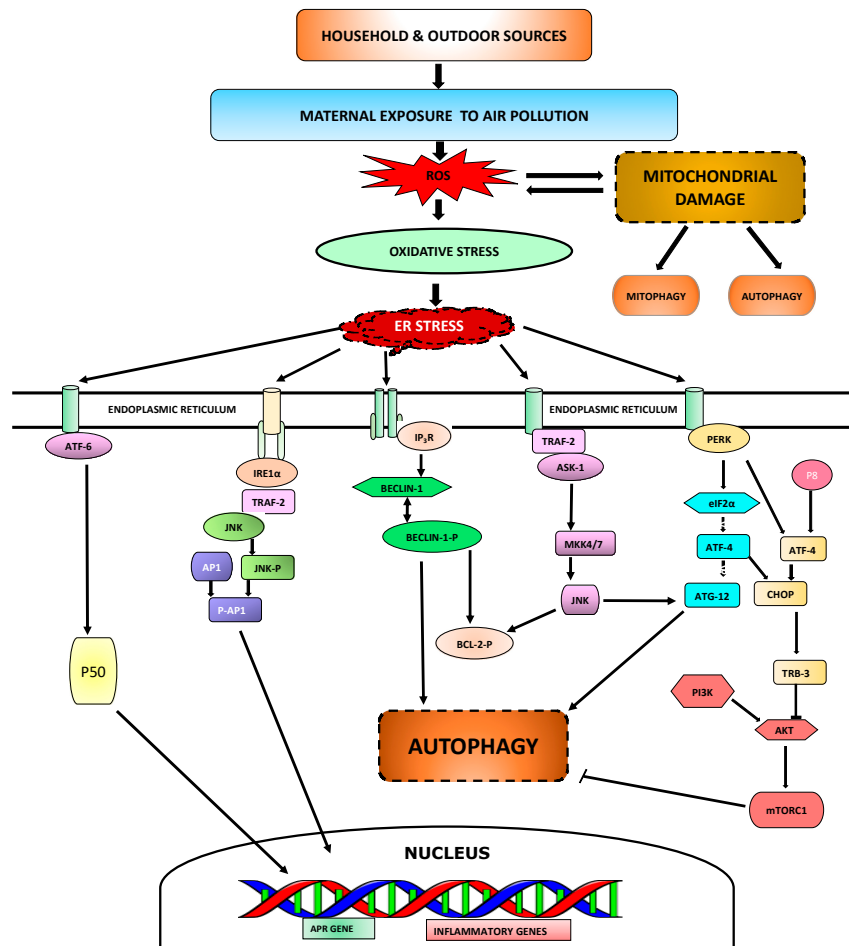 HOUSEHOLD & OUTDOOR SOURCES
MATERNAL EXPOSURE TO AIR POLLUTION
ROS
MITOCHONDRIAL
DAMAGE
OXIDATIVE STRESS
MITOPHAGY
AUTOPHAGY
ER STRESS
ENDOPLASMIC RETICULUM
ENDOPLASMIC RETICULUM
ATF-6
IP₃R
TRAF-2
PERK
IRE1α
ASK-1
P8
TRAF-2
BECLIN-1
eIF2α
JNK
BECLIN-1-P
MKK4/7
ATF-4
ATF-4
AP1
JNK-P
P-AP1
JNK
ATG-12
CHOP
BCL-2-P
P50
TRB-3
PI3K
AKT
AUTOPHAGY
mTORC1
NUCLEUS
APR GENE
INFLAMMATORY GENES